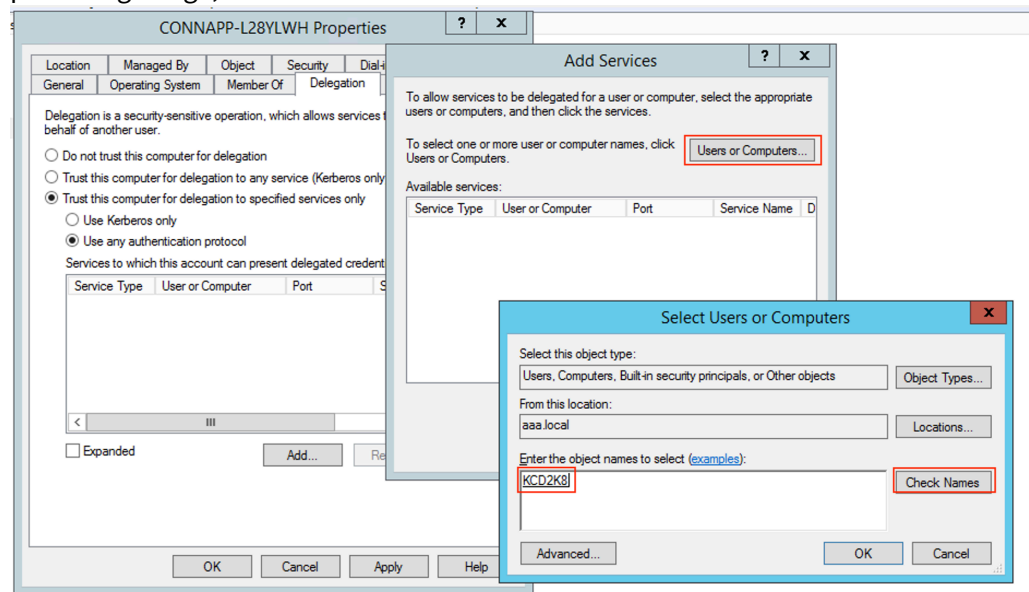 CONNAPP-L28YLWH Properties
?
x
Location
Managed By
Object
Security
General
Operating System
Member Of
Delegation
Delegation is a security-sensitive operation, which allows services
behalf of another user.
Do not trust this computer for delegation
Trust this computer for delegation to any service (Kerberos only
Trust this computer for delegation to specified services only
Use Kerberos only
Use any authentication protocol
Services to which this account can present delegated
Service Type
User or Computer
Port
S
Expanded
Add...
Re
OK
Cancel
Apply
Help
Add Services
?
x
To allow services to be delegated for a user or computer, select the appropriate
users or computers, and then click the services.
To select one or more user or computer names, click
Users or Computers.
Users or Computers...
Available services:
Service Type
User or Computer
Port
Service Name
D
Select Users or Computers
x
Select this object type:
Users, Computers, Built-in security principals, or Other objects
Object Types...
From this location:
aaa.local
Locations...
Enter the object names to select (examples):
KCD2K8
Check Names
Advanced...
OK
Cancel